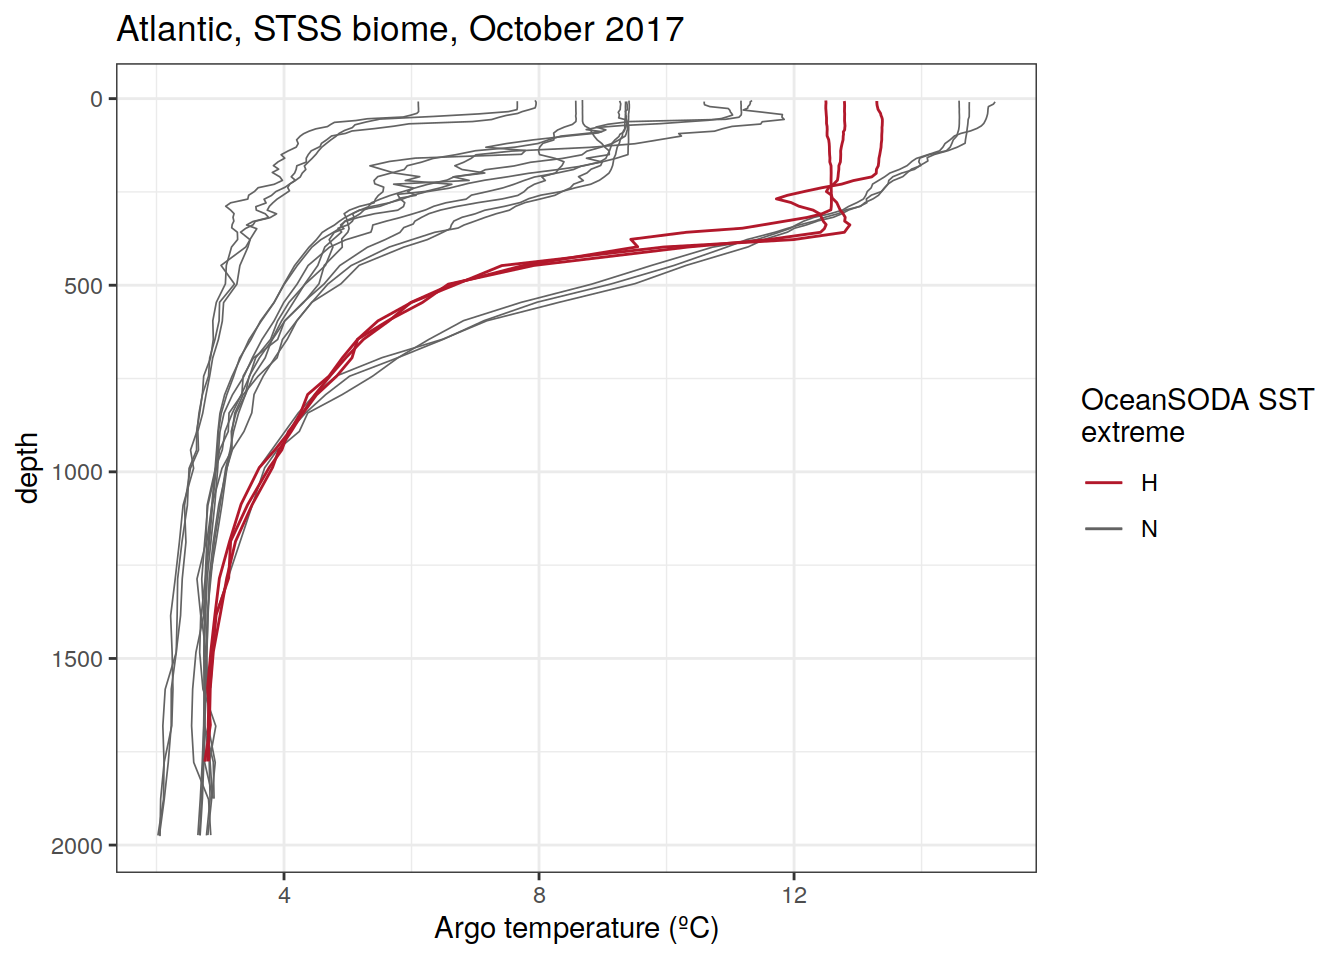 Atlantic, STSS biome, October 2017
0
500
1000
1500
2000
depth
4
8
12
Argo temperature (ºC)
OceanSODA SST
extreme
H
N